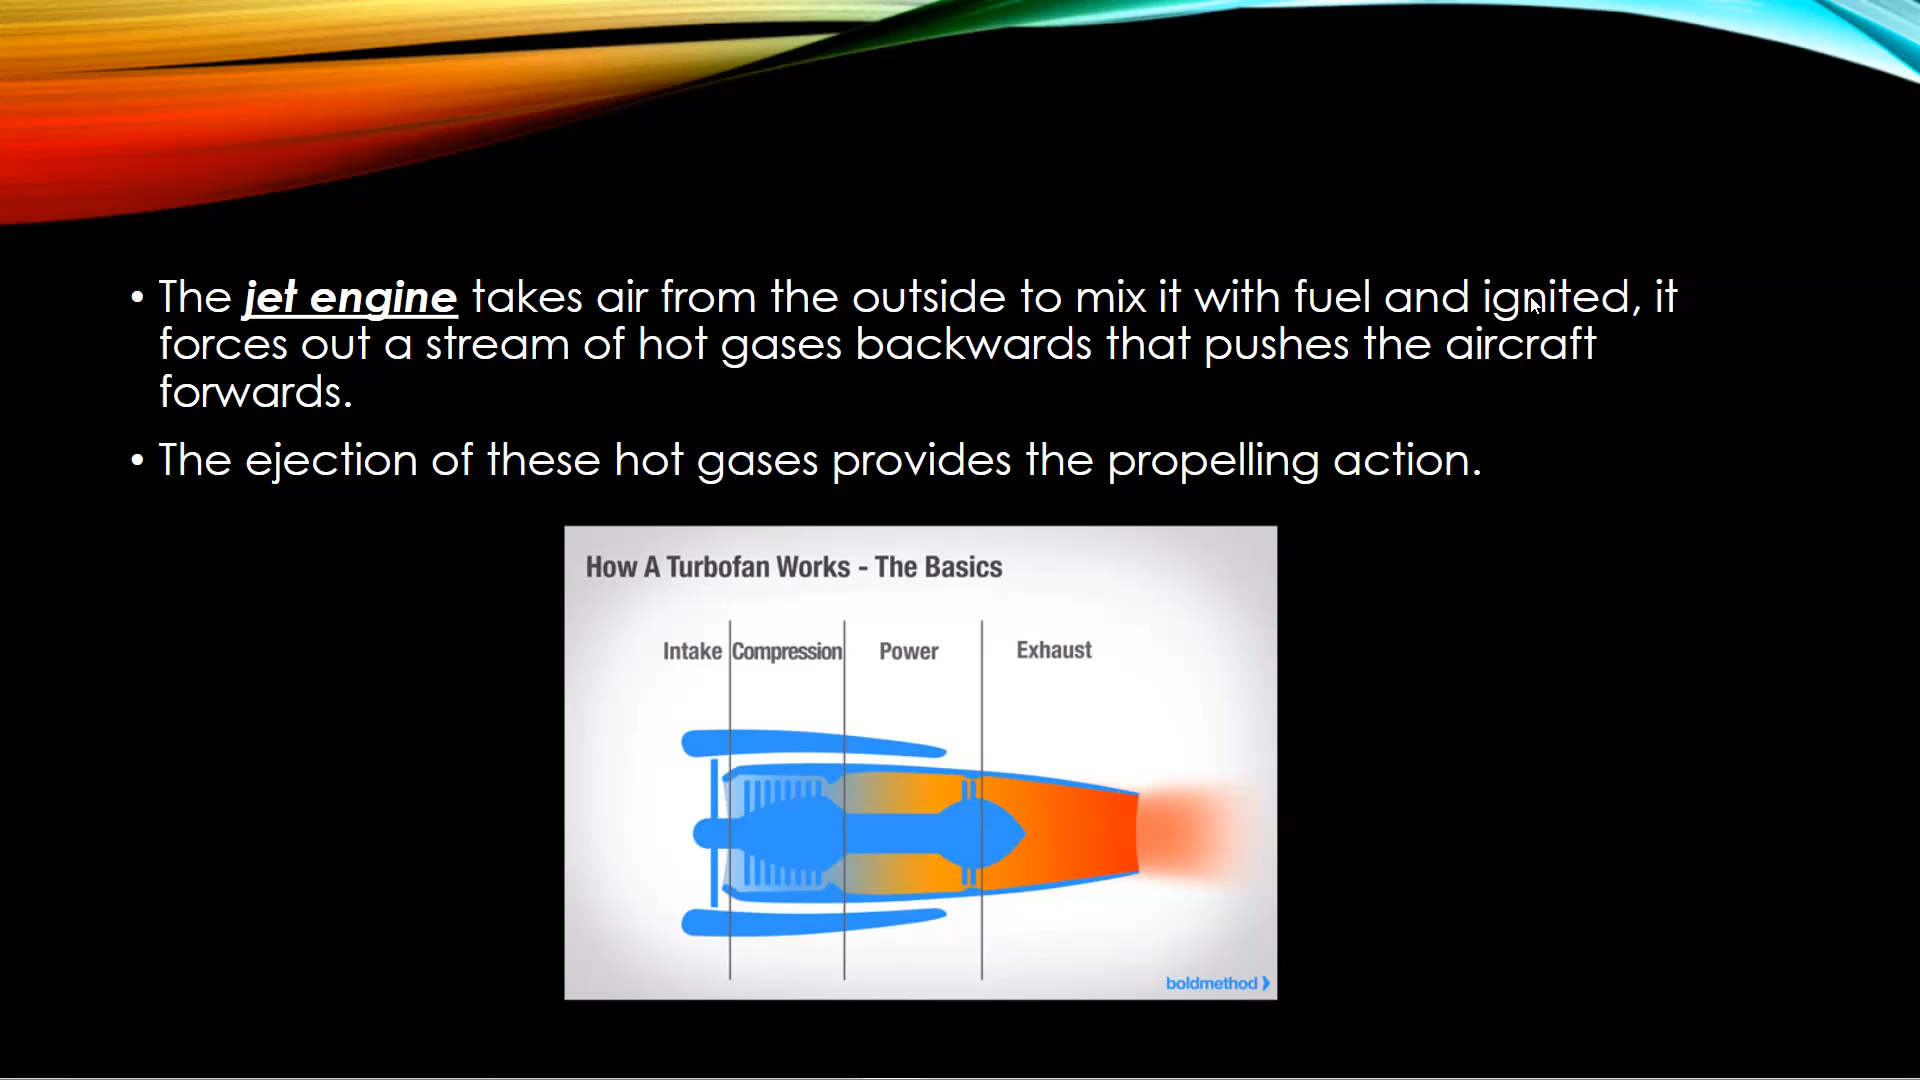 • The jet engine takes air from the outside to mix it with fuel and ignited, it
forces out a stream of hot gases backwards that pushes the aircraft
forwards.
• The ejection of these hot gases provides the propelling action.
How A Turbofan Works - The Basics
Intake Compression Power Exhaust
boldmethod